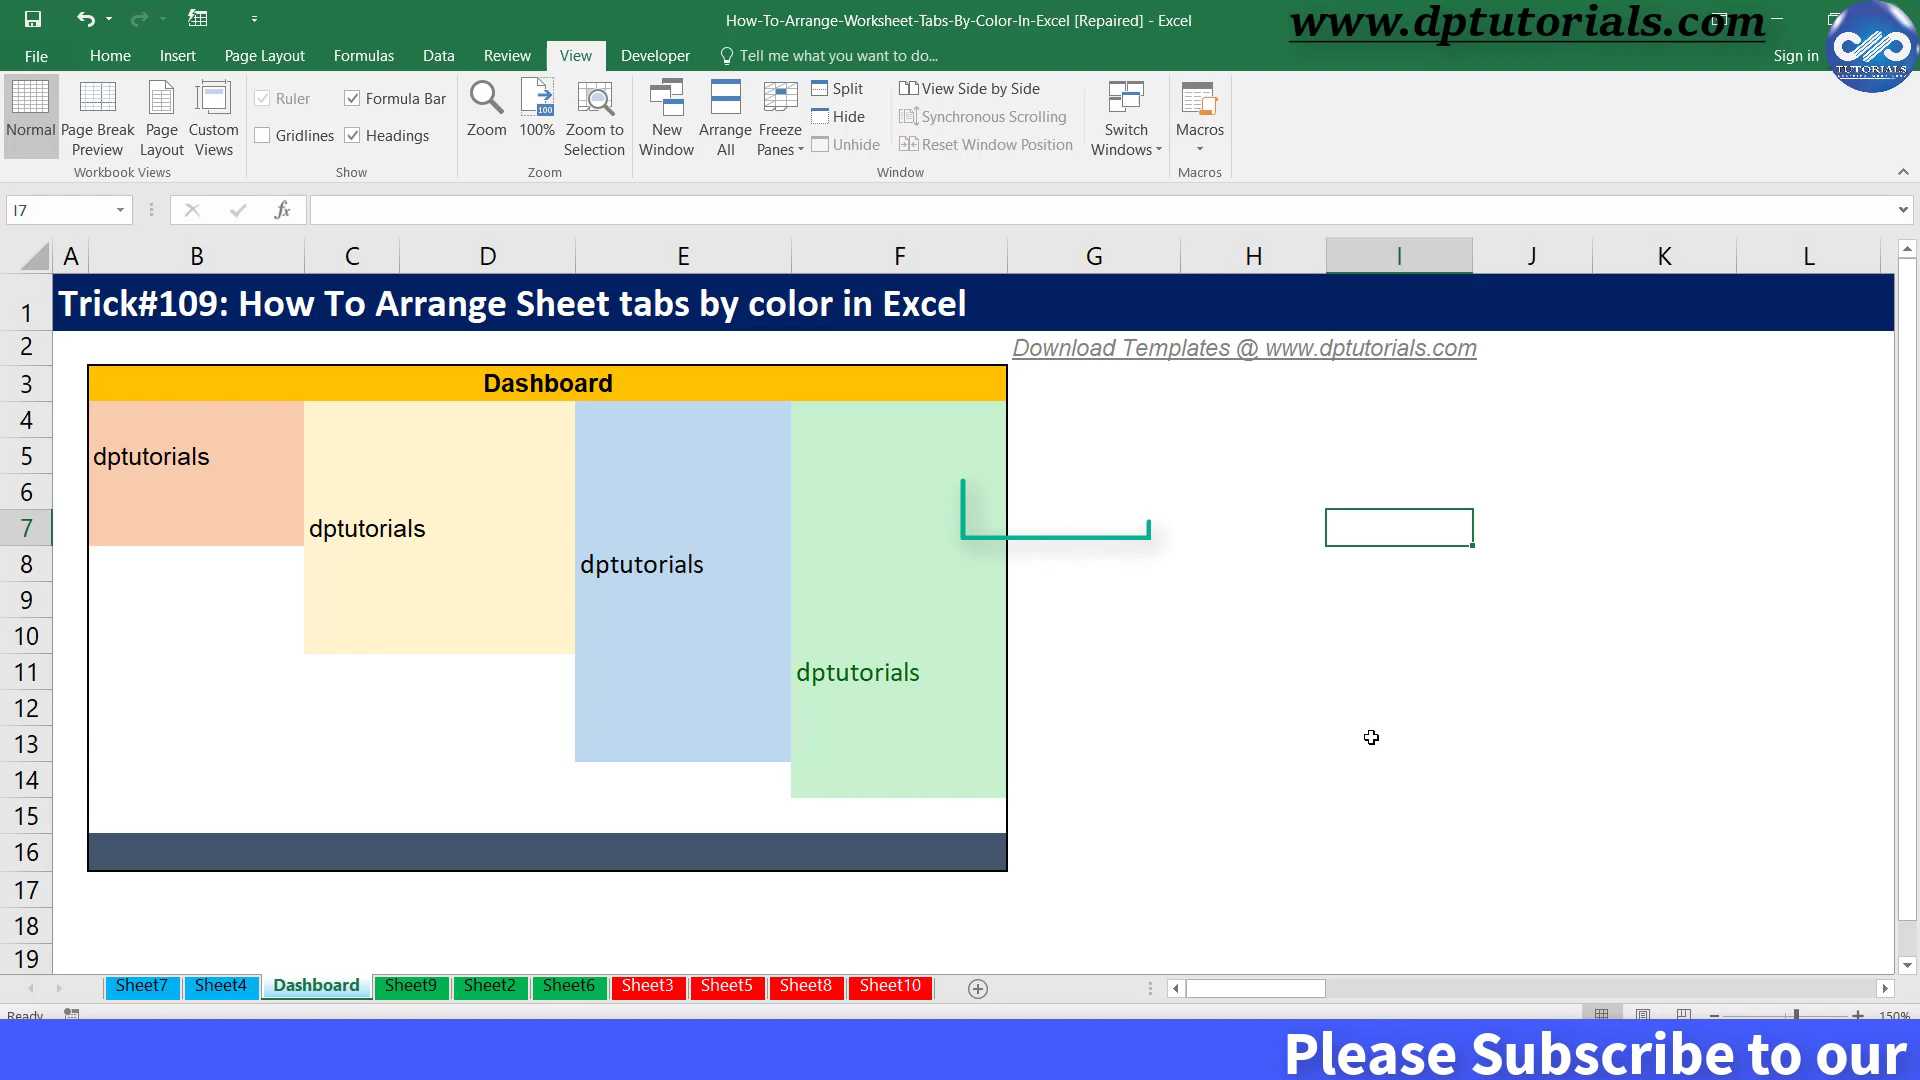 How-To-Arrange-Worksheet-Tabs-By-Color-In-Excel [Repaired] - Excel
www.dptutorials.com
File Home Insert Page Layout Formulas Data Review View Developer Tell me what you want to do... Sign in
TUTORIALS
Normal
Page Break Preview
Page Layout
Custom Views
Workbook Views
Ruler
Formula Bar
Gridlines
Headings
Show
Zoom
100
100%
Zoom to Selection
Zoom
New Window
Arrange All
Freeze Panes
Split
Hide
Unhide
View Side by Side
Synchronous Scrolling
Reset Window Position
Window
Switch Windows
Macros
Macros
I7
fx
A B C D E F G H I J K L
1 Trick#109: How To Arrange Sheet tabs by color in Excel
2 Download Templates @ www.dptutorials.com
3 Dashboard
4
5 dptutorials
6
7 dptutorials
8 dptutorials
9
10
11 dptutorials
12
13
14
15
16
17
18
19
Sheet7 Sheet4 Dashboard Sheet9 Sheet2 Sheet6 Sheet3 Sheet5 Sheet8 Sheet10
Ready 150%
Please Subscribe to our